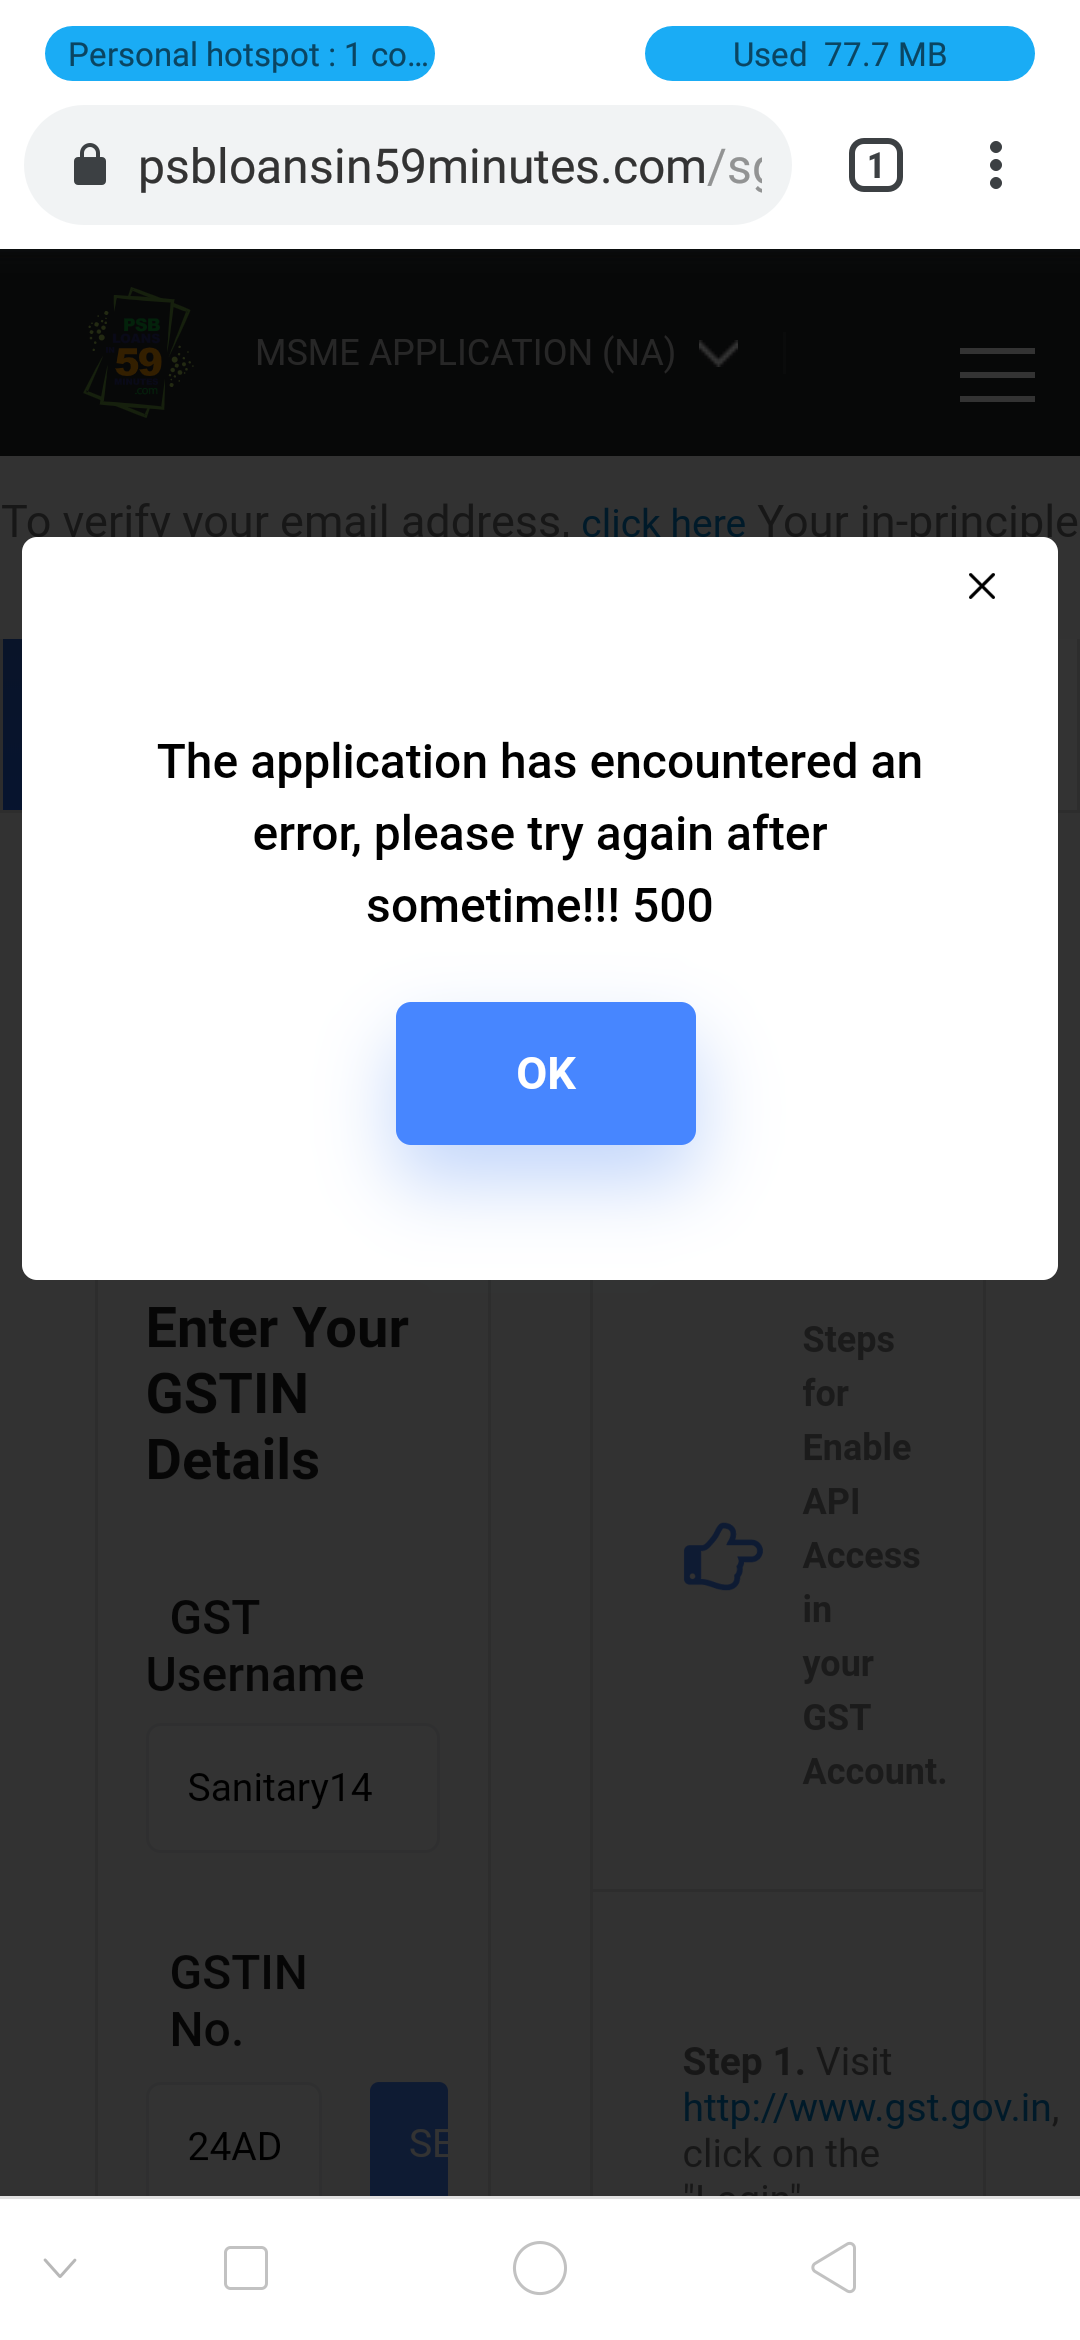 Personal hotspot : 1 co...
Used 77.7 MB
psbloansin59minutes.com/sg
1
PSB
59
.com
MSME APPLICATION (NA)
To verify your email address, click here Your in-principle
The application has encountered an
error, please try again after
sometime!!! 500
OK
Enter Your
GSTIN
Details
GST
Username
Sanitary14
GSTIN
No.
24AD
SE
Steps
for
Enable
API
Access
in
your
GST
Account.
Step 1. Visit
http://www.gst.gov.in,
click on the
"Login"